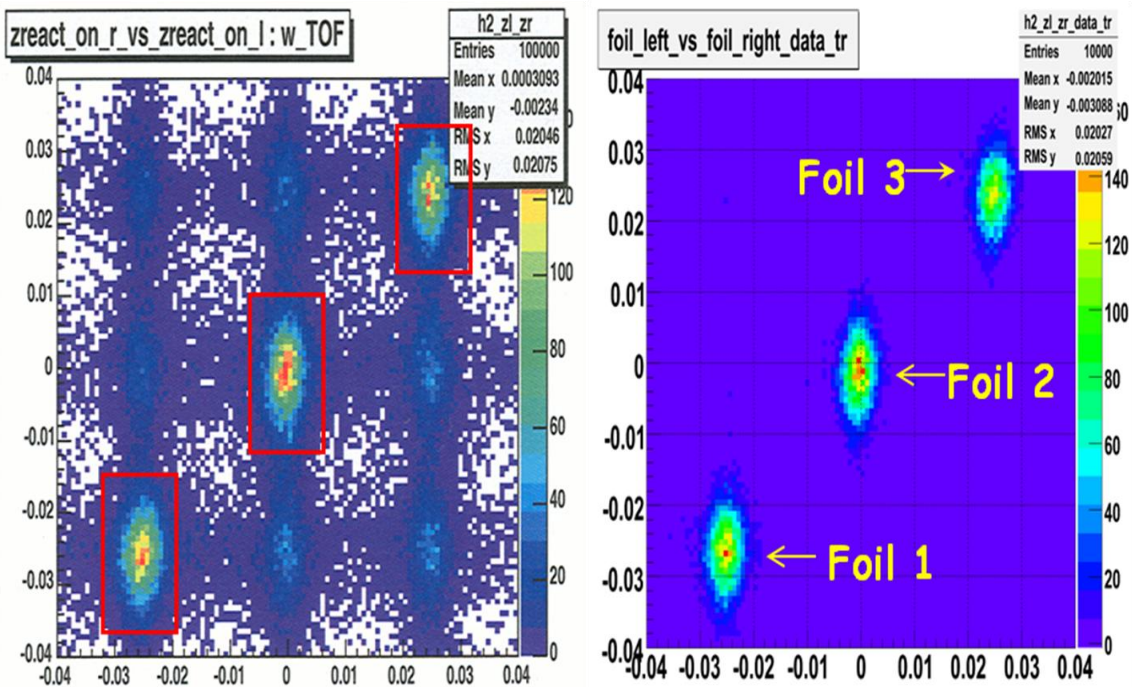 zreact_on_r_vs_zreact_on_l : w_TOF
h2_zl_zr
Entries 100000
Mean x 0.0003093
Mean y -0.00234
RMS x 0.02046
RMS y 0.02075
0.04
0.03
0.02
0.01
0
-0.01
-0.02
-0.03
-0.04
-0.04 -0.03 -0.02 -0.01 0 0.01 0.02 0.03 0.04
120
100
80
60
40
20
0
foil_left_vs_foil_right_data_tr
h2_zl_zr_data_tr
Entries 10000
Mean x -0.002015
Mean y -0.003088
RMS x 0.02027
RMS y 0.02059
0.04
0.03
0.02
0.01
0
-0.01
-0.02
-0.03
-0.04
-0.04 -0.03 -0.02 -0.01 0 0.01 0.02 0.03 0.04
140
120
100
80
60
40
20
0
Foil 3
Foil 2
Foil 1